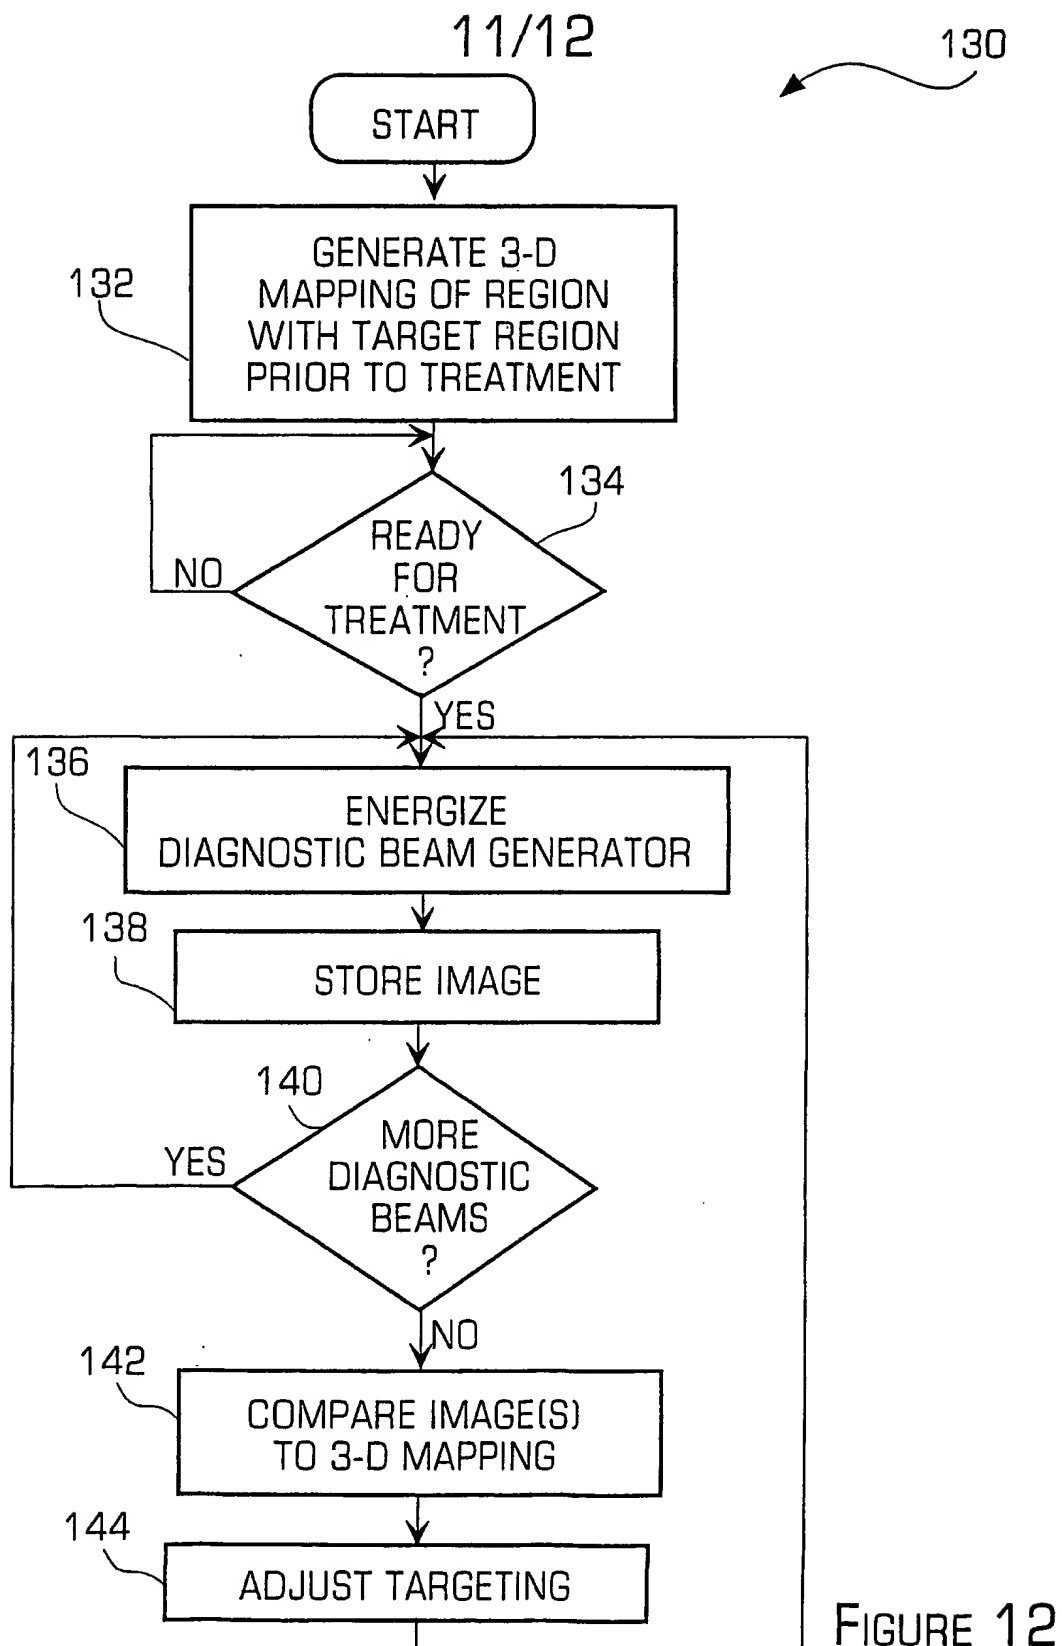 11/12
130
START
132
GENERATE 3-D
MAPPING OF REGION
WITH TARGET REGION
PRIOR TO TREATMENT
134
READY
FOR
TREATMENT
?
NO
YES
136
ENERGIZE
DIAGNOSTIC BEAM GENERATOR
138
STORE IMAGE
140
MORE
DIAGNOSTIC
BEAMS
?
YES
NO
142
COMPARE IMAGE(S)
TO 3-D MAPPING
144
ADJUST TARGETING
FIGURE 12